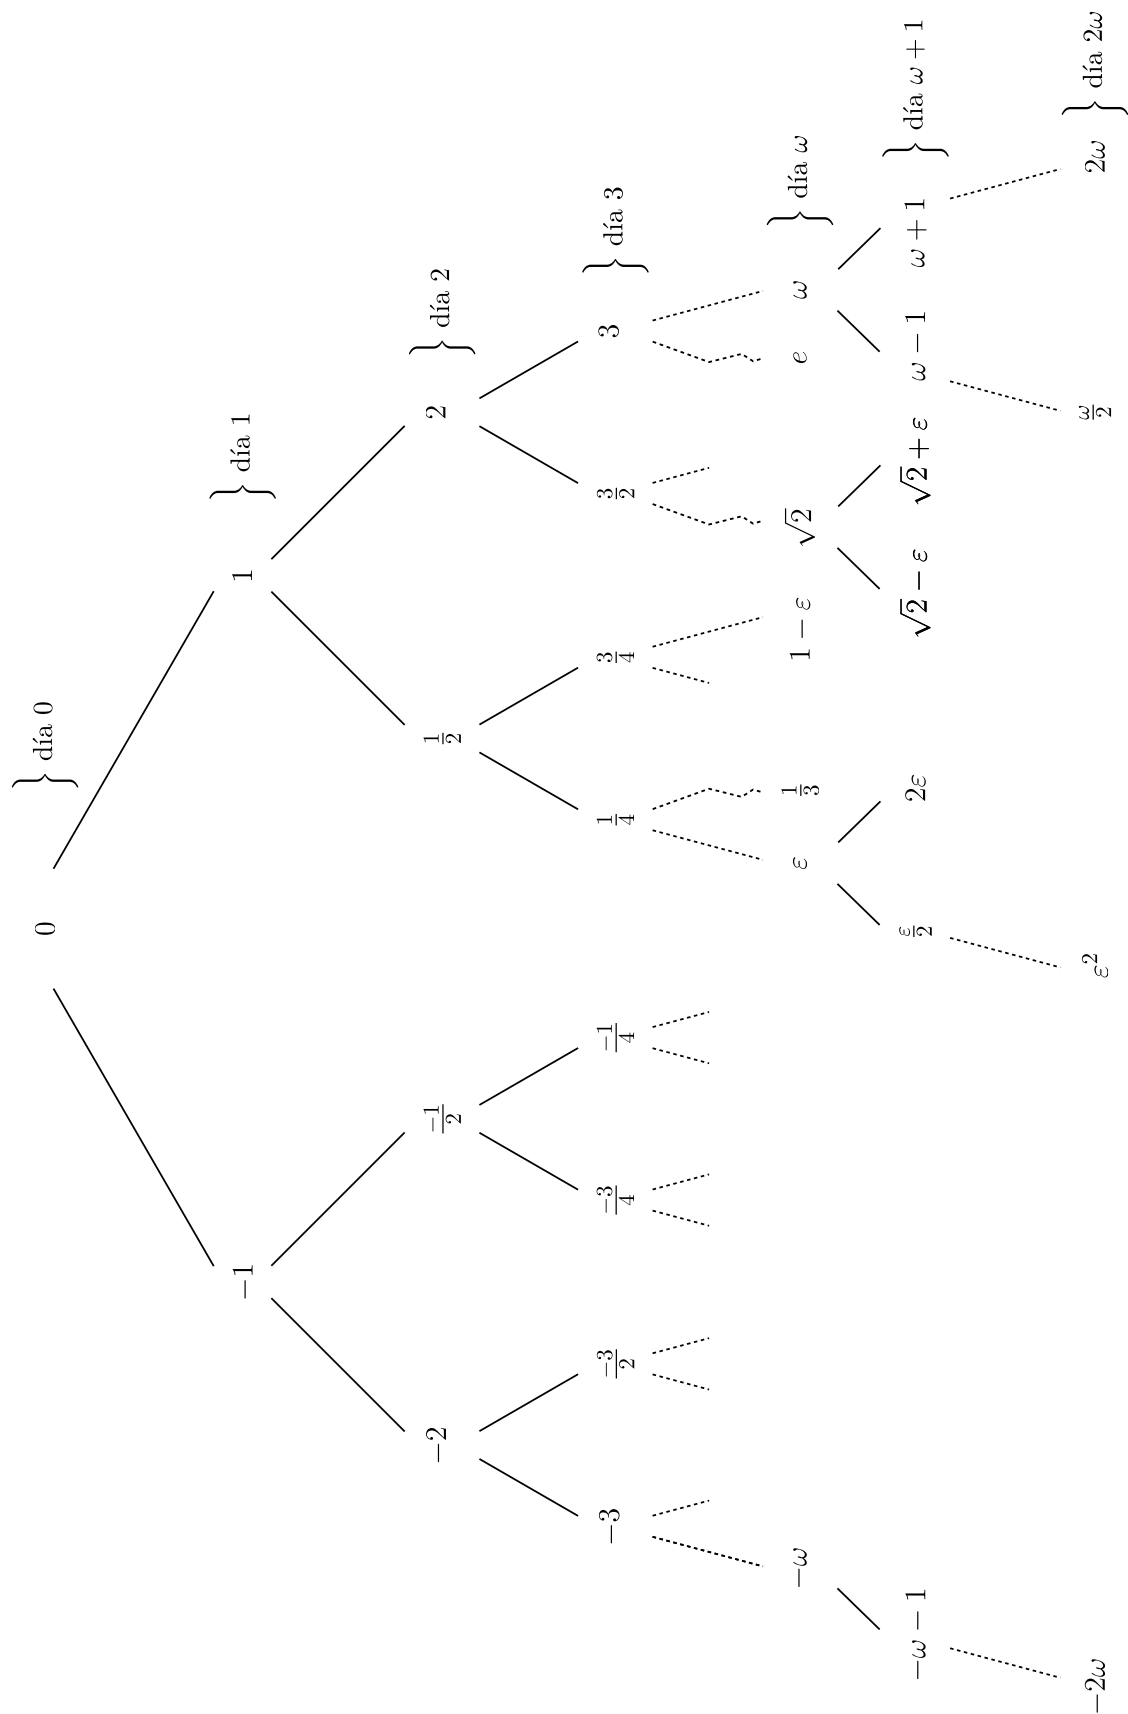 0 } día 0
−1 1 } día 1
−2 −1/2 1/2 2 } día 2
−3 −3/2 −3/4 −1/4 1/4 3/4 3/2 3 } día 3
−ω ε 1/3 1 − ε √2 e ω } día ω
−ω − 1 ε/2 2ε √2 − ε √2 + ε ω − 1 ω + 1 } día ω + 1
−2ω ε² ω/2 2ω } día 2ω